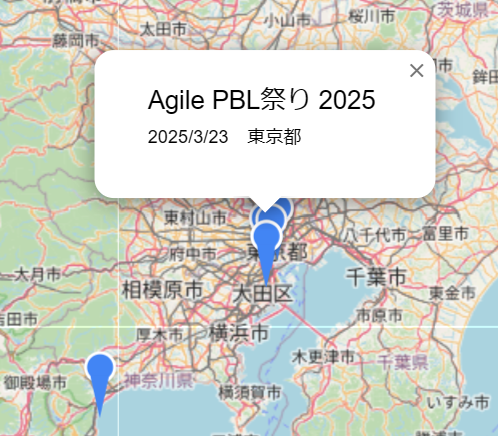 茨城県
太田市
小山市
桜川市
藤岡市
Agile PBL祭り 2025
2025/3/23 東京都
東村山市
東京都
八千代市
富里市
府中市
大月市
相模原市
大田区
千葉市
東金市
吉田市
厚木市
横浜市
市原市
木更津市
千葉県
御殿場市
神奈川県
横須賀市
いすみ市